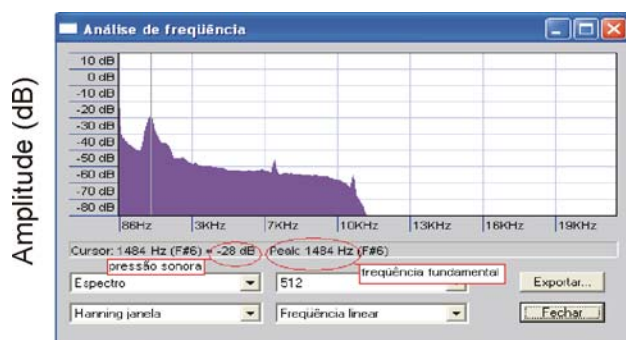 Análise de freqüência
Amplitude (dB)
10 dB
0 dB
-10 dB
-20 dB
-30 dB
-40 dB
-50 dB
-60 dB
-70 dB
-80 dB
86Hz 3KHz 7KHz 10KHz 13KHz 16KHz 19KHz
Cursor: 1484 Hz (F#6) = -28 dB Peak: 1484 Hz (F#6)
pressão sonora
freqüência fundamental
Espectro 512 Exportar...
Hanning janela Freqüência linear Fechar